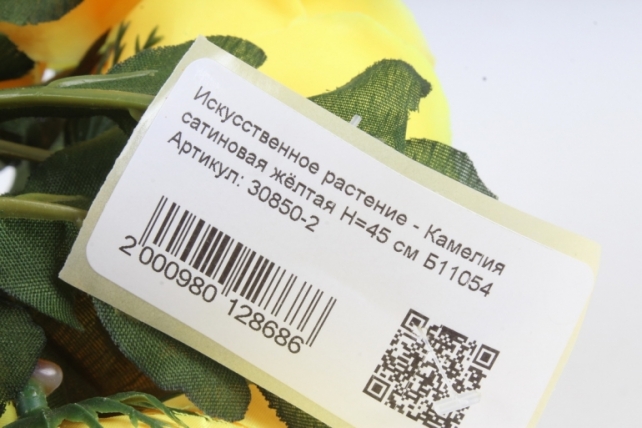 Искусственное растение - Камелия
сатиновая жёлтая Н=45 см Б11054
Артикул: 30850-2
2 000980 128686